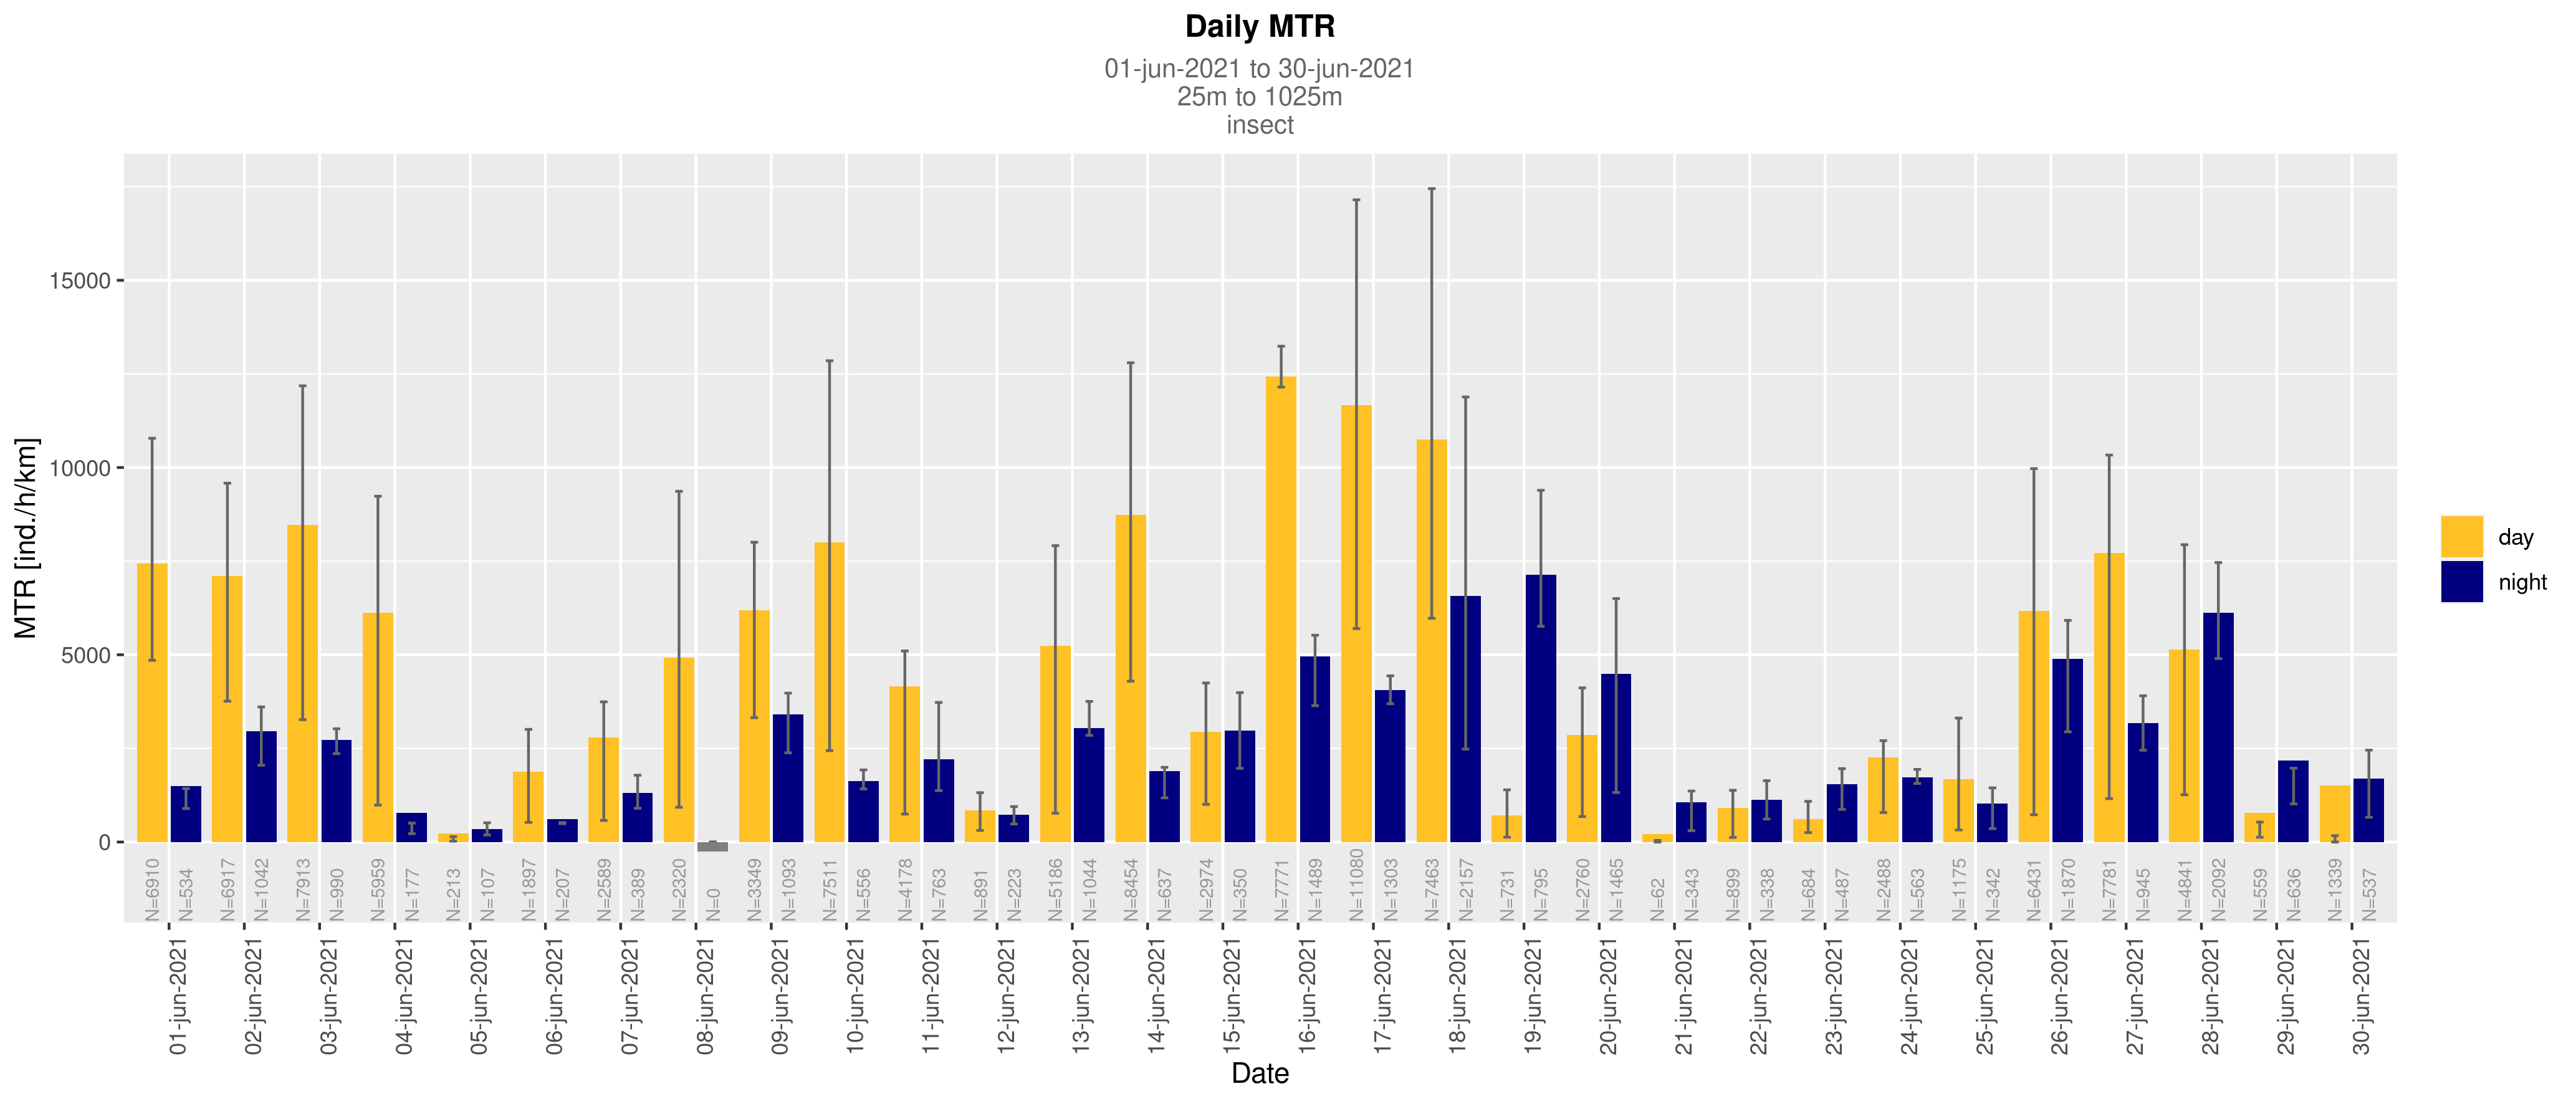 Daily MTR
01-jun-2021 to 30-jun-2021
25m to 1025m
insect
MTR [ind./h/km]
15000
10000
5000
0
day
night
N=6910
N=534
N=6917
N=1042
N=7913
N=990
N=5959
N=177
N=213
N=107
N=1897
N=207
N=2589
N=389
N=2320
N=0
N=3349
N=1093
N=7511
N=556
N=4178
N=763
N=891
N=223
N=5186
N=1044
N=8454
N=637
N=2974
N=350
N=7771
N=1489
N=11080
N=1303
N=7463
N=2157
N=731
N=795
N=2760
N=1465
N=62
N=343
N=899
N=338
N=684
N=487
N=2488
N=563
N=1175
N=342
N=6431
N=1870
N=7781
N=945
N=4841
N=2092
N=559
N=636
N=1339
N=537
01-jun-2021
02-jun-2021
03-jun-2021
04-jun-2021
05-jun-2021
06-jun-2021
07-jun-2021
08-jun-2021
09-jun-2021
10-jun-2021
11-jun-2021
12-jun-2021
13-jun-2021
14-jun-2021
15-jun-2021
16-jun-2021
17-jun-2021
18-jun-2021
19-jun-2021
20-jun-2021
21-jun-2021
22-jun-2021
23-jun-2021
24-jun-2021
25-jun-2021
26-jun-2021
27-jun-2021
28-jun-2021
29-jun-2021
30-jun-2021
Date